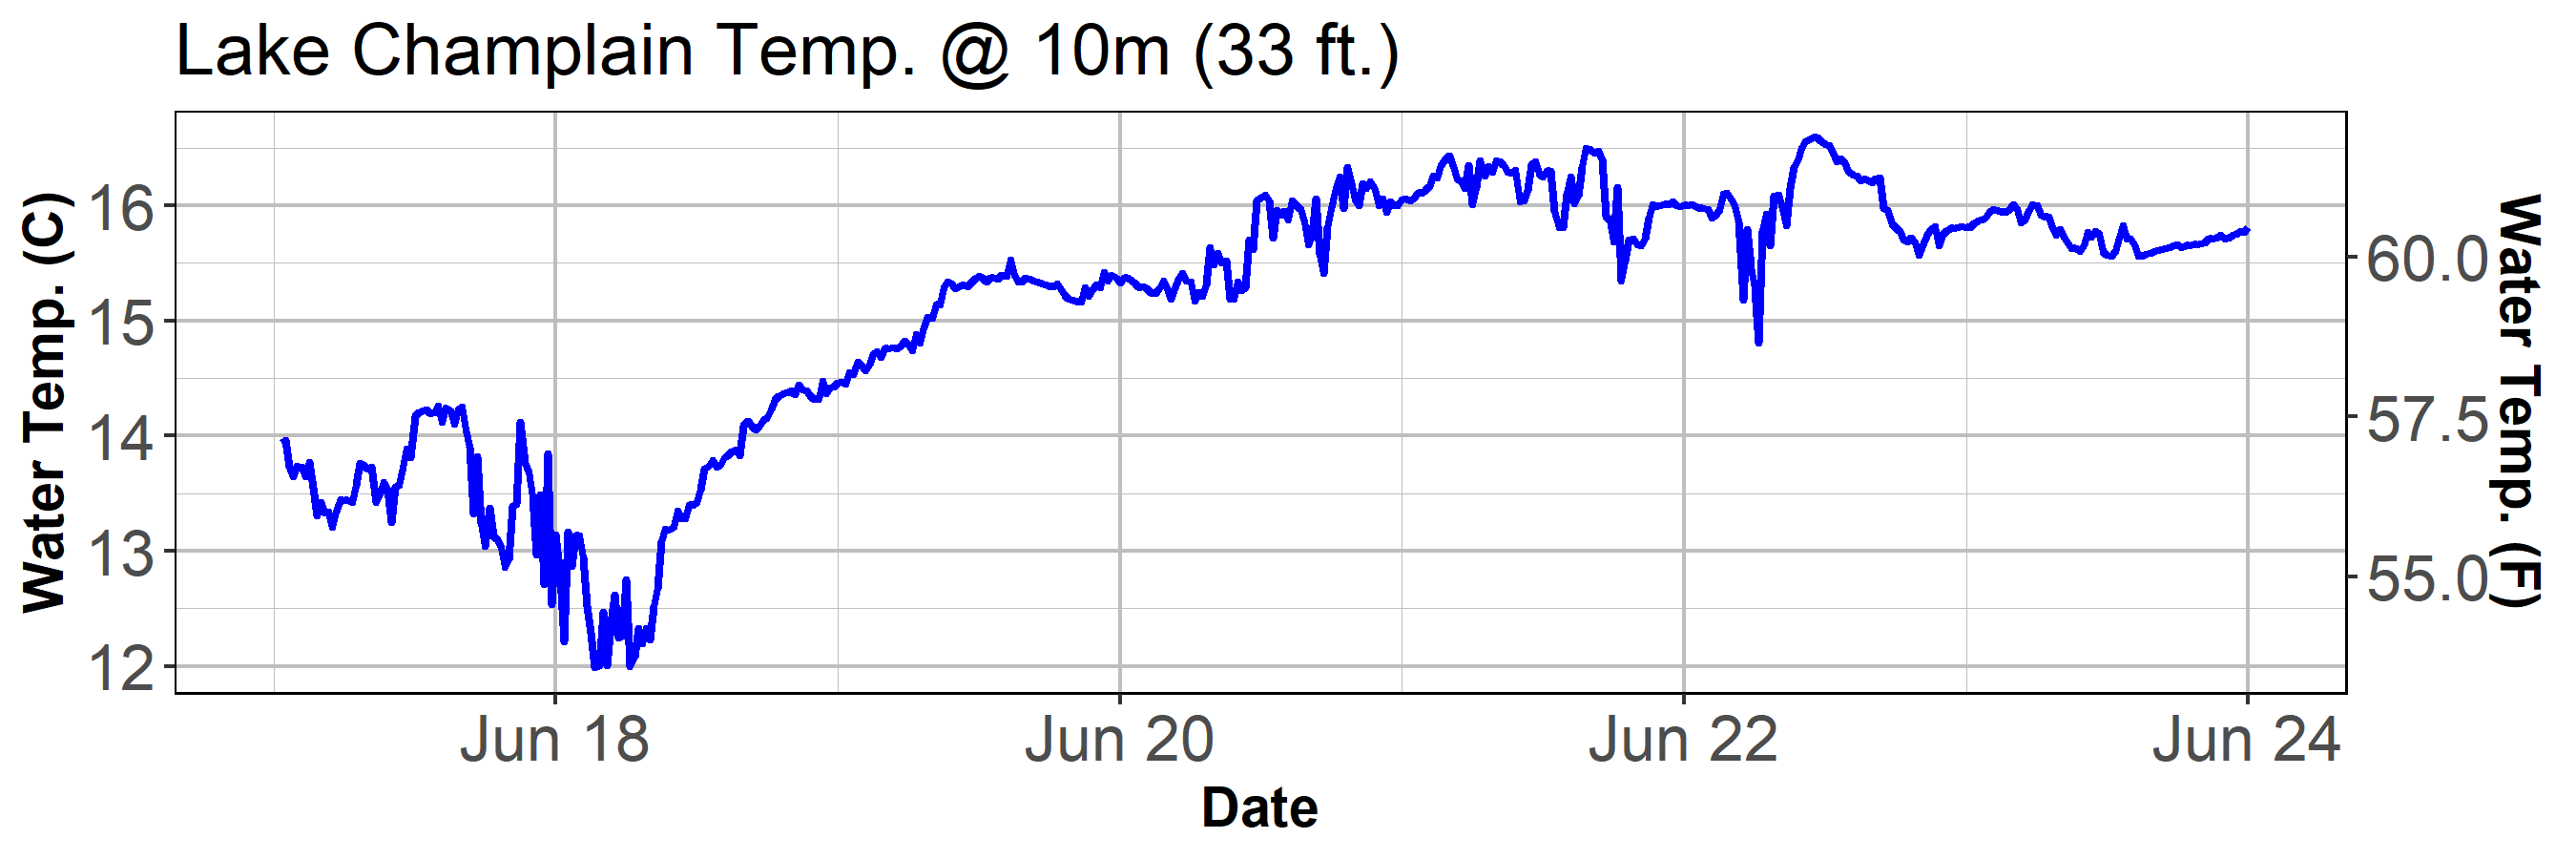 Lake Champlain Temp. @ 10m (33 ft.)
Water Temp. (C)
16
15
14
13
12
60.0
57.5
55.0
Water Temp. (F)
Jun 18
Jun 20
Jun 22
Jun 24
Date